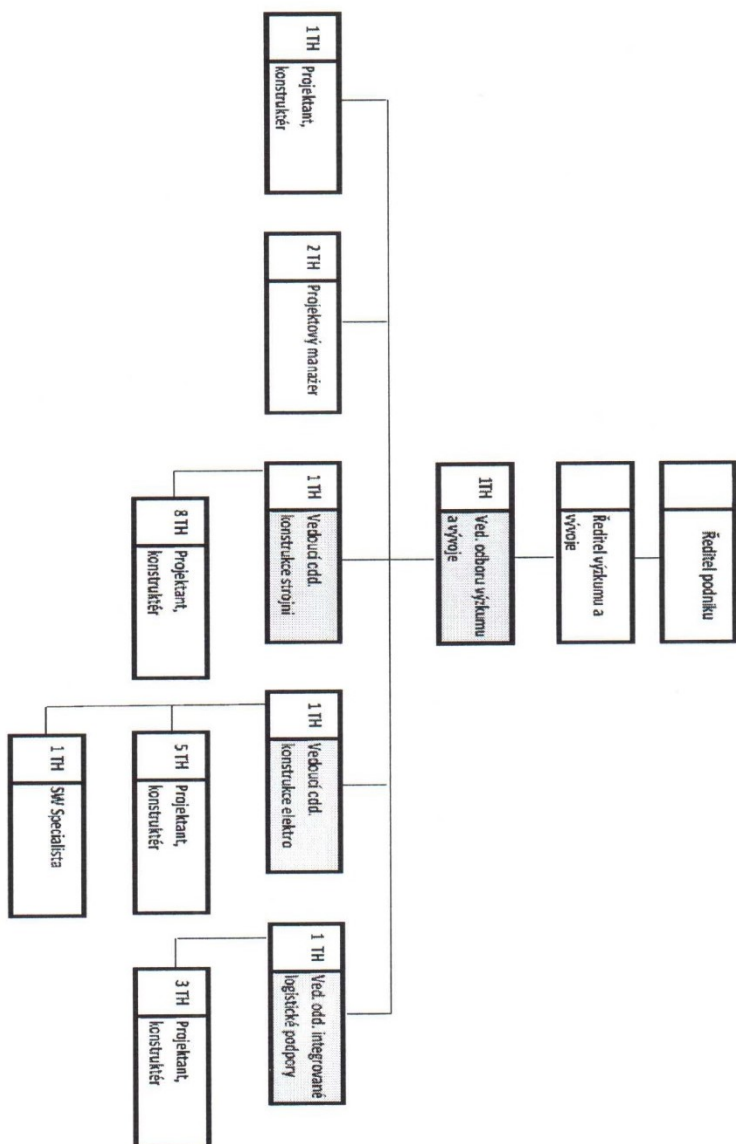 Ředitel podniku
Ředitel výzkumu a
vývoje
1TH
Ved. odboru výzkumu
a vývoje
1 TH
Projektant,
konstruktér
2 TH
Projektový manažer
1 TH
Vedoucí cdd.
konstrukce strojní
8 TH
Projektant,
konstruktér
1 TH
Vedoucí cdd.
konstrukce elektro
5 TH
Projektant,
konstruktér
1 TH
SW Specialista
1 TH
Ved. odd. integrované
logistické podpory
3 TH
Projektant,
konstruktér